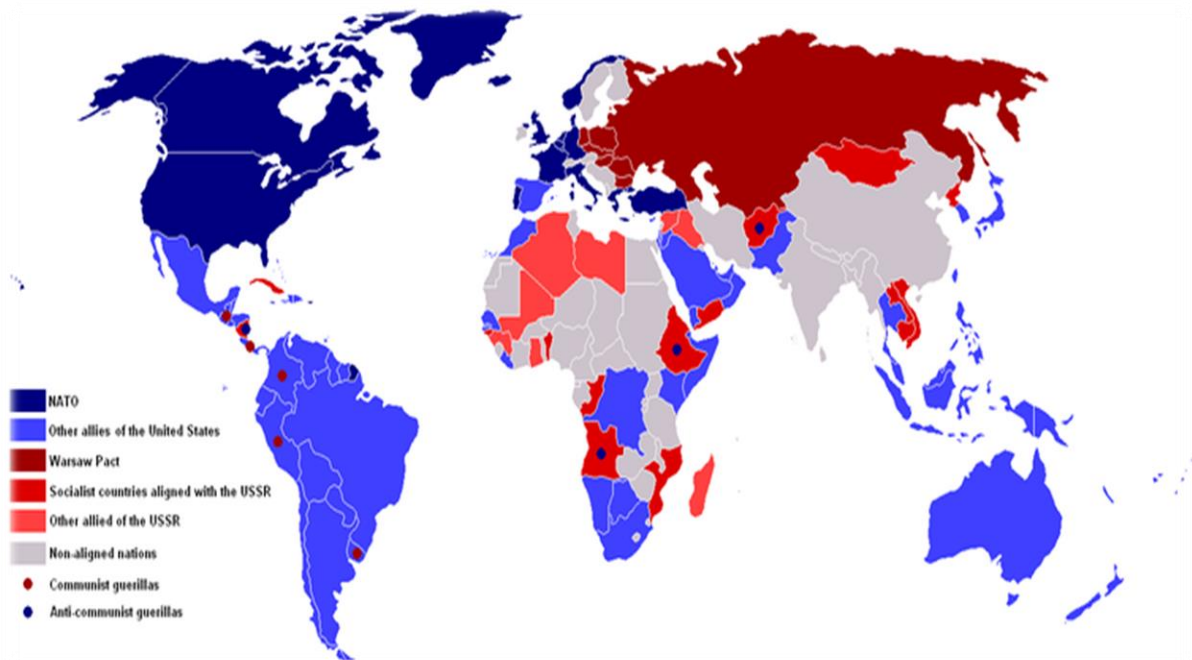 NATO
Other allies of the United States
Warsaw Pact
Socialist countries aligned with the USSR
Other allied of the USSR
Non-aligned nations
Communist guerillas
Anti-communist guerillas